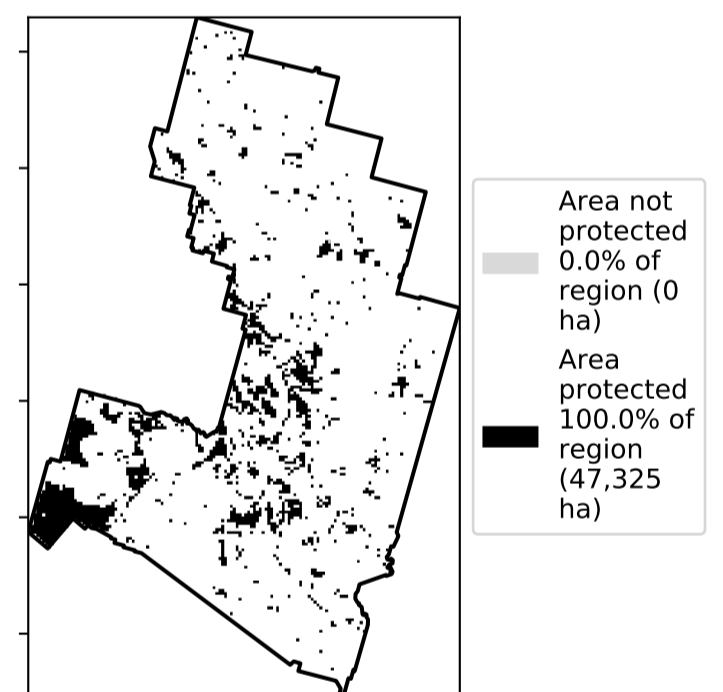 Area not
protected
0.0% of
region (0
ha)
Area
protected
100.0% of
region
(47,325
ha)